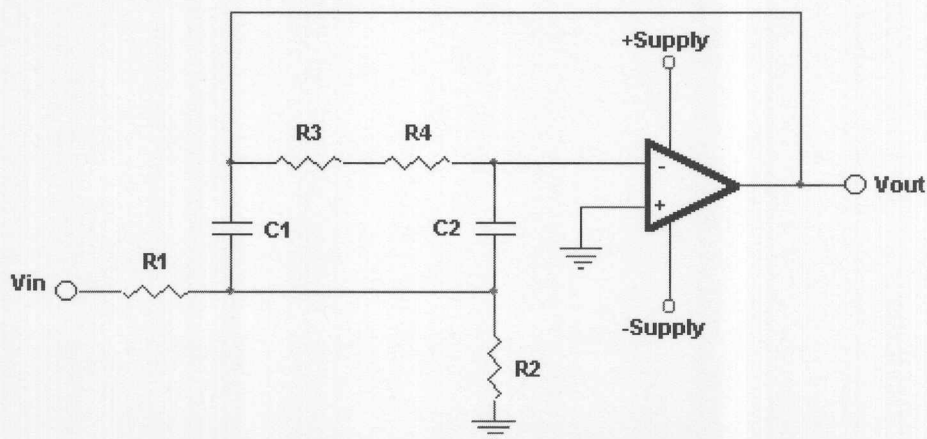 +Supply
R3
R4
-
+
Vout
C1
C2
R1
Vin
-Supply
R2